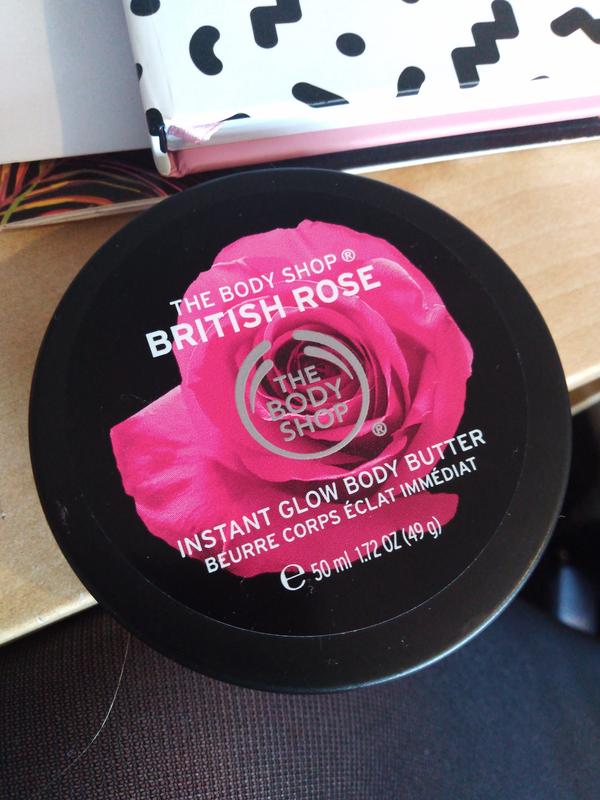 THE BODY SHOP®
BRITISH ROSE
THE
BODY
SHOP
®
INSTANT GLOW BODY BUTTER
BEURRE CORPS ÉCLAT IMMÉDIAT
e 50 ml 1.72 OZ (49 g)